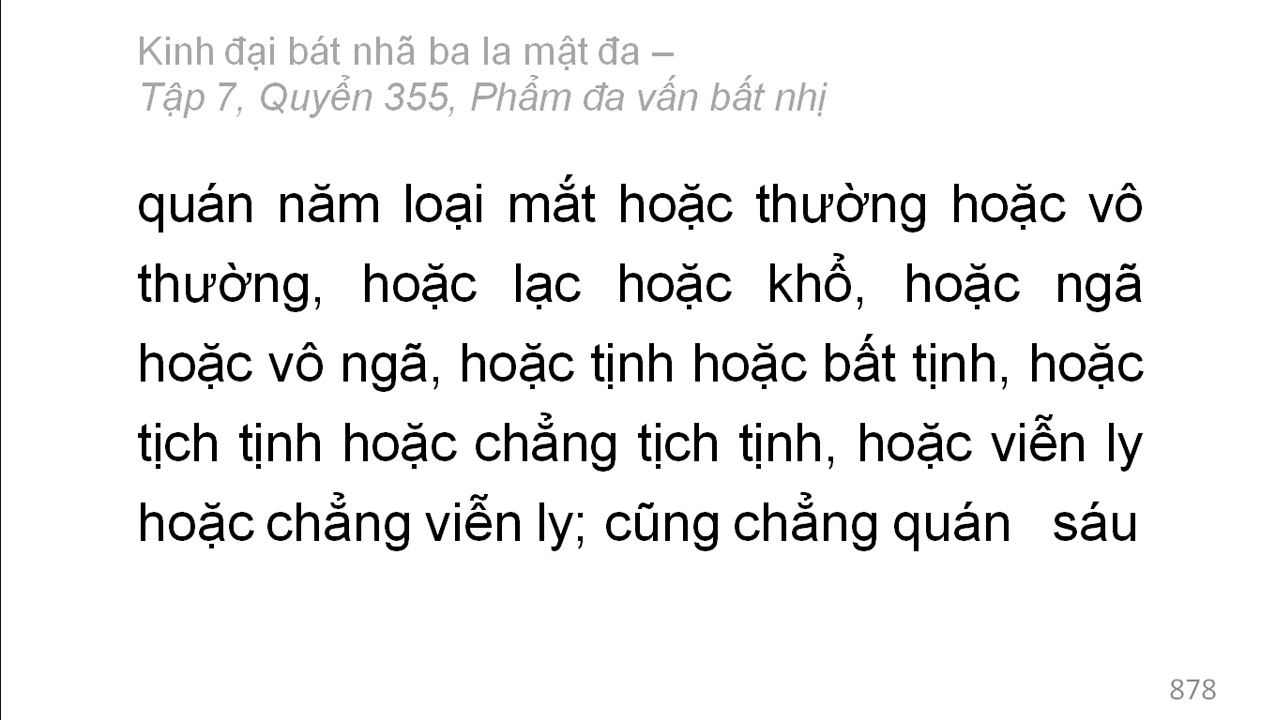 Kinh đại bát nhã ba la mật đa –
Tập 7, Quyển 355, Phẩm đa vấn bất nhị
quán năm loại mắt hoặc thường hoặc vô
thường, hoặc lạc hoặc khổ, hoặc ngã
hoặc vô ngã, hoặc tịnh hoặc bất tịnh, hoặc
tịch tịnh hoặc chẳng tịch tịnh, hoặc viễn ly
hoặc chẳng viễn ly; cũng chẳng quán sáu
878